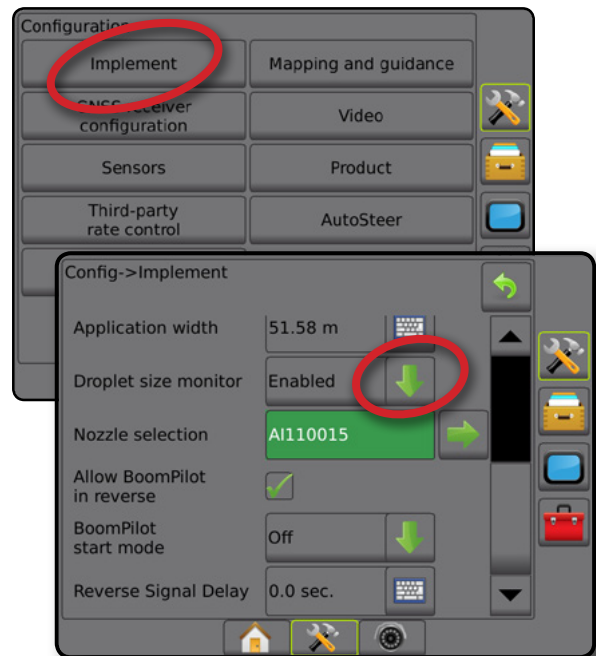 Configuration
Implement
Mapping and guidance
GNSS receiver
configuration
Video
Sensors
Product
Third-party
rate control
AutoSteer
Config->Implement
Application width
51.58 m
Droplet size monitor
Enabled
Nozzle selection
AI110015
Allow BoomPilot
in reverse
BoomPilot
start mode
Off
Reverse Signal Delay
0.0 sec.